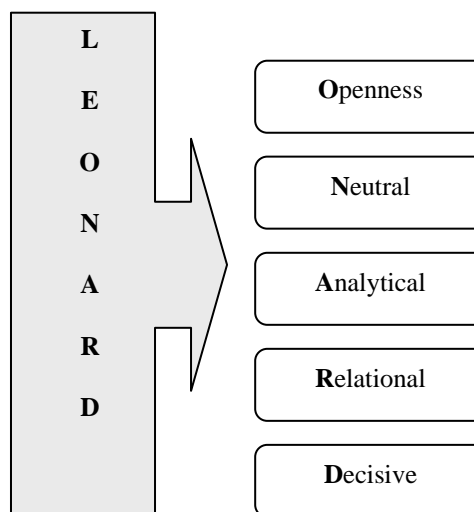 L
E
O
N
A
R
D
Openness
Neutral
Analytical
Relational
Decisive